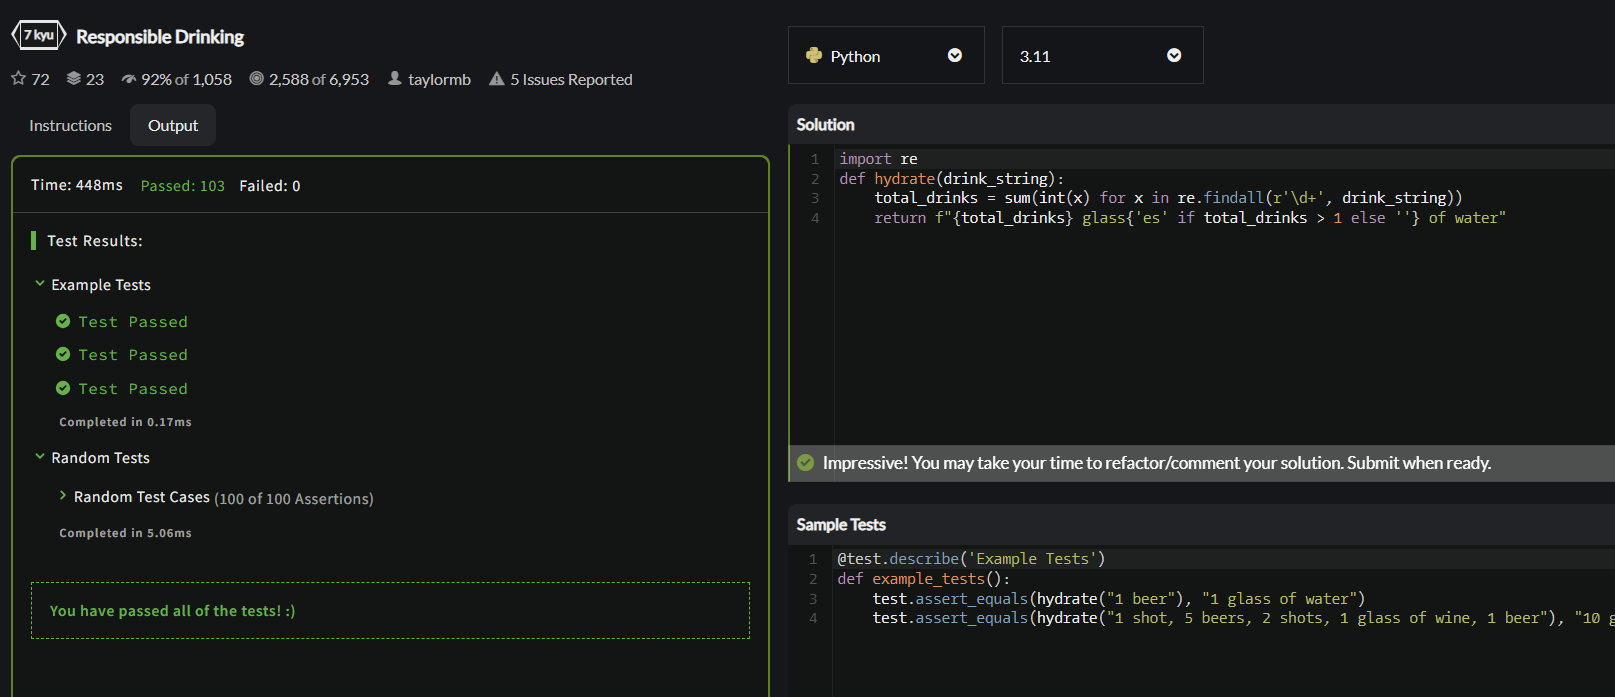 7 kyu Responsible Drinking
72 23 92% of 1,058 2,588 of 6,953 taylormb 5 Issues Reported
Instructions Output
Time: 448ms Passed: 103 Failed: 0
Test Results:
Example Tests
Test Passed
Test Passed
Test Passed
Completed in 0.17ms
Random Tests
Random Test Cases (100 of 100 Assertions)
Completed in 5.06ms
You have passed all of the tests! :)
Python 3.11
Solution
1 import re
2 def hydrate(drink_string):
3     total_drinks = sum(int(x) for x in re.findall(r'\d+', drink_string))
4     return f"{total_drinks} glass{'es' if total_drinks > 1 else ''} of water"
Impressive! You may take your time to refactor/comment your solution. Submit when ready.
Sample Tests
1 @test.describe('Example Tests')
2 def example_tests():
3     test.assert_equals(hydrate("1 beer"), "1 glass of water")
4     test.assert_equals(hydrate("1 shot, 5 beers, 2 shots, 1 glass of wine, 1 beer"), "10 g